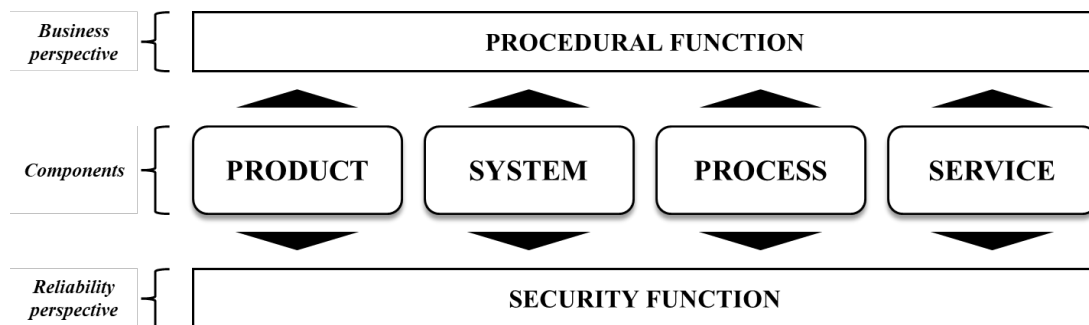 Business
perspective
PROCEDURAL FUNCTION
Components
PRODUCT
SYSTEM
PROCESS
SERVICE
Reliability
perspective
SECURITY FUNCTION